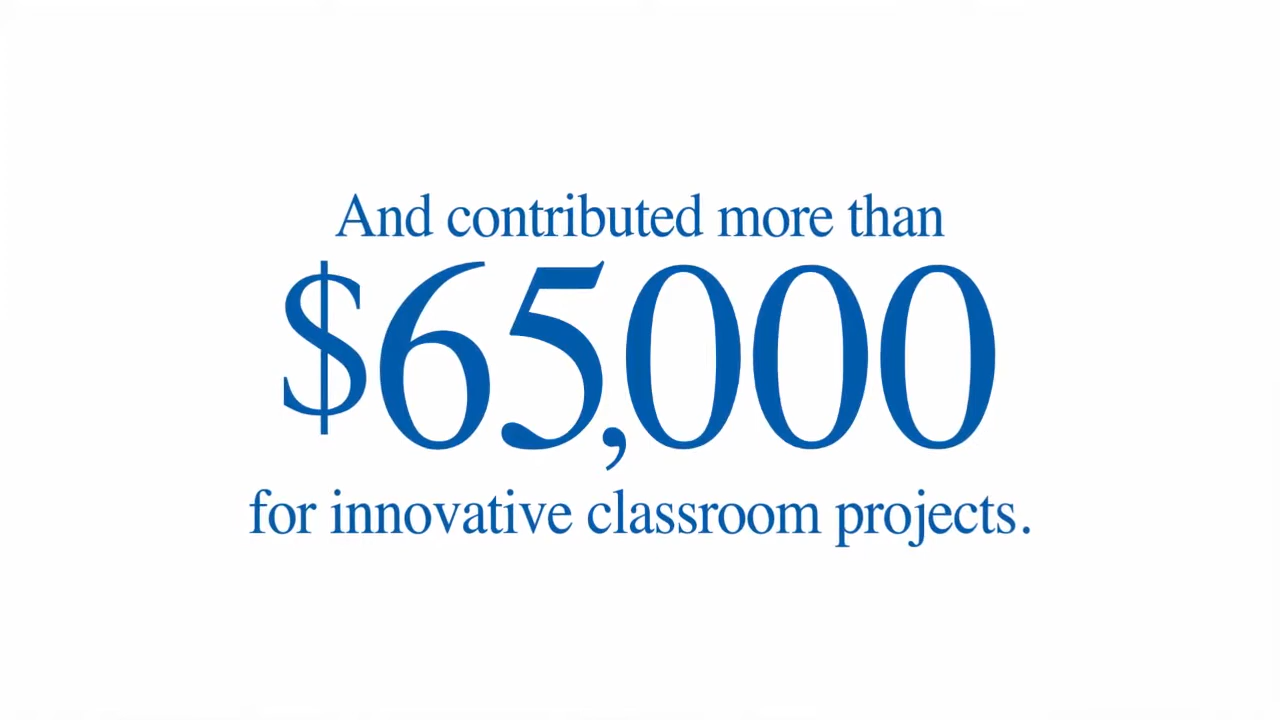 And contributed more than
$65,000
for innovative classroom projects.